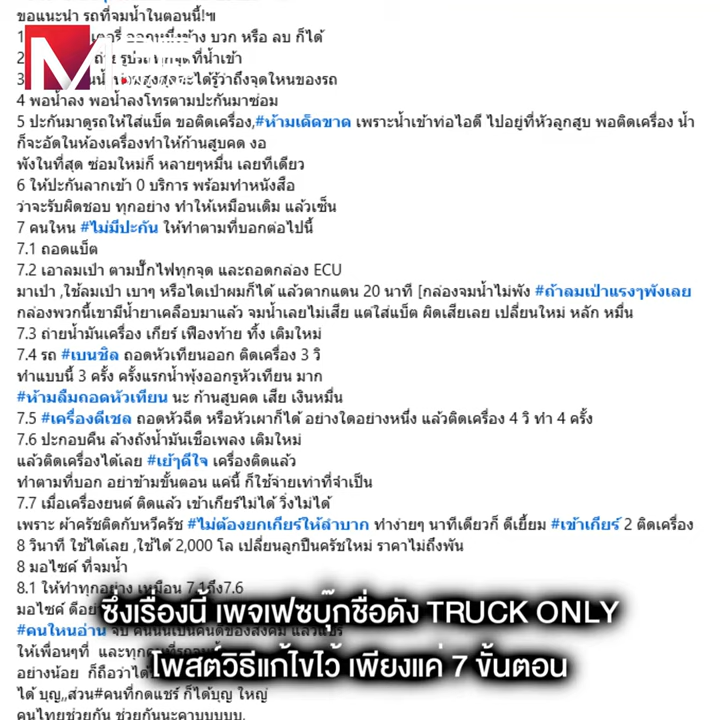 ขอแนะนำ รถที่จมน้ำในตอนนี้!¶
4 พอน้ำลง พอน้ำลงโทรตามปะกันมาซ่อม
5 ปะกันมาดูรถให้ใส่แบ็ต ขอติดเครื่อง,#ห้ามเด็ดขาด เพราะน้ำเข้าท่อไอดี ไปอยู่ที่หัวลูกสูบ พอติดเครื่อง น้ำ
ก็จะอัดในห้องเครื่องทำให้ก้านสูบคด งอ
พังในที่สุด ซ่อมใหม่ก็ หลายๆหมื่น เลยทีเดียว
6 ให้ปะกันลากเข้า 0 บริการ พร้อมทำหนังสือ
ว่าจะรับผิดชอบ ทุกอย่าง ทำให้เหมือนเดิม แล้วเซ็น
7 คนใหน #ไม่มีปะกัน ให้ทำตามที่บอกต่อไปนี้
7.1 ถอดแบ็ต
7.2 เอาลมเป่า ตามปั๊กไฟทุกจุด และถอดกล่อง ECU
มาเป่า ,ใช้ลมเป่า เบาๆ หรือไดเป่าผมก็ได้ แล้วตากแดน 20 นาที [กล่องจมน้ำไม่พัง #ถ้าลมเป่าแรงๆพังเลย
กล่องพวกนี้เขามีน้ำยาเคลือบมาแล้ว จมน้ำเลยไม่เสีย แต่ใส่แบ็ต ผิดเสียเลย เปลี่ยนใหม่ หลัก หมื่น
7.3 ถ่ายน้ำมันเครื่อง เกียร์ เฟืองท้าย ทิ้ง เติมใหม่
7.4 รถ #เบนซิล ถอดหัวเทียนออก ติดเครื่อง 3 วิ
ทำแบบนี้ 3 ครั้ง ครั้งแรกน้ำพุ้งออกรูหัวเทียน มาก
#ห้ามลืมถอดหัวเทียน นะ ก้านสูบคด เสีย เงินหมื่น
7.5 #เครื่องดีเซล ถอดหัวฉีด หรือหัวเผาก็ได้ อย่างใดอย่างหนึ่ง แล้วติดเครื่อง 4 วิ ทำ 4 ครั้ง
7.6 ปะกอบคืน ล้างถังน้ำมันเชื้อเพลง เติมใหม่
แล้วติดเครื่องได้เลย #เย้ๆดีใจ เครื่องติดแล้ว
ทำตามที่บอก อย่าข้ามขั้นตอน แค่นี้ ก็ใช้จ่ายเท่าที่จำเป็น
7.7 เมื่อเครื่องยนต์ ติดแล้ว เข้าเกียร์ไม่ได้ วิ่งไม่ได้
เพราะ ผ้าครัชติดกับหวีครัช #ไม่ต้องยกเกียร์ให้ลำบาก ทำง่ายๆ นาทีเดียวก็ ดีเยี้ยม #เข้าเกียร์ 2 ติดเครื่อง
8 วินาที ใช้ได้เลย ,ใช้ได้ 2,000 โล เปลี่ยนลูกปืนครัชใหม่ ราคาไม่ถึงพัน
8 มอไซค์ ที่จมน้ำ
8.1 ให้ทำทุกอย่าง เหมือน 7.1ถึง7.6
ซึ่งเรื่องนี้ เพจเฟซบุ๊กชื่อดัง TRUCK ONLY
#คนใหนอ่าน จบ
โพสต์วิธีแก้ไขไว้ เพียงแค่ 7 ขั้นตอน
ได้ บุญ,,ส่วน#คนที่กดแชร์ ก็ได้บุญ ใหญ่
คนไทยช่วยกัน ช่วยกันนะคาบบบบบ.